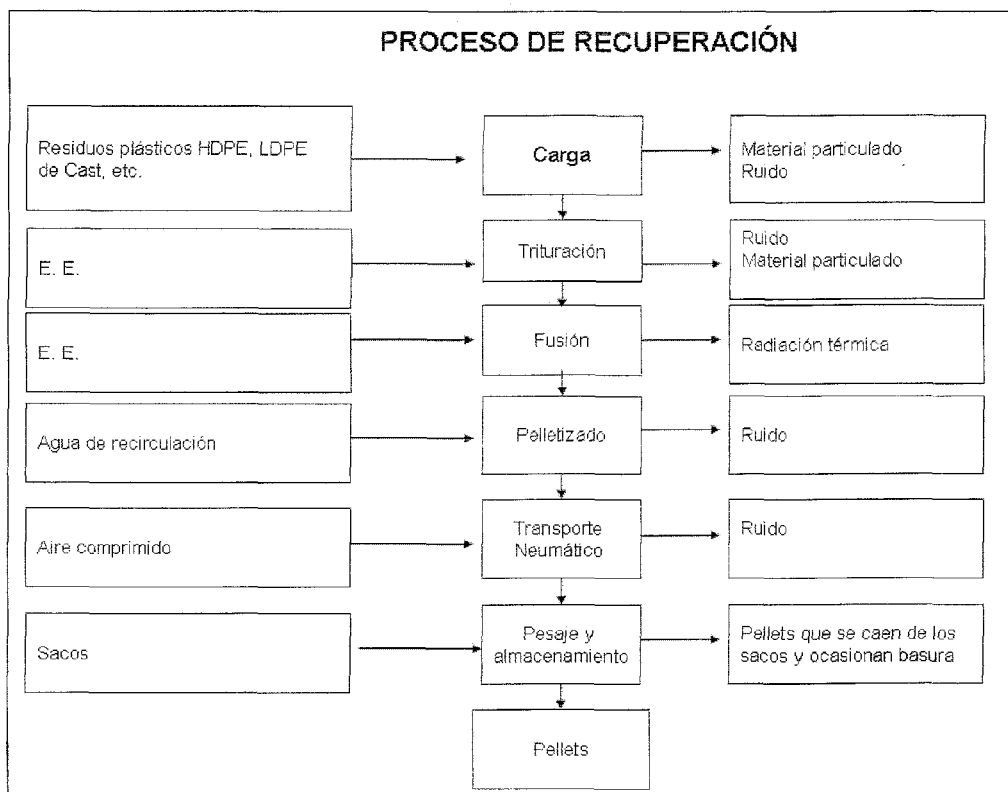 PROCESO DE RECUPERACIÓN
Residuos plásticos HDPE, LDPE
de Cast, etc.
Carga
Material particulado
Ruido
E. E.
Trituración
Ruido
Material particulado
E. E.
Fusión
Radiación térmica
Agua de recirculación
Pelletizado
Ruido
Aire comprimido
Transporte
Neumático
Ruido
Sacos
Pesaje y
almacenamiento
Pellets que se caen de los
sacos y ocasionan basura
Pellets